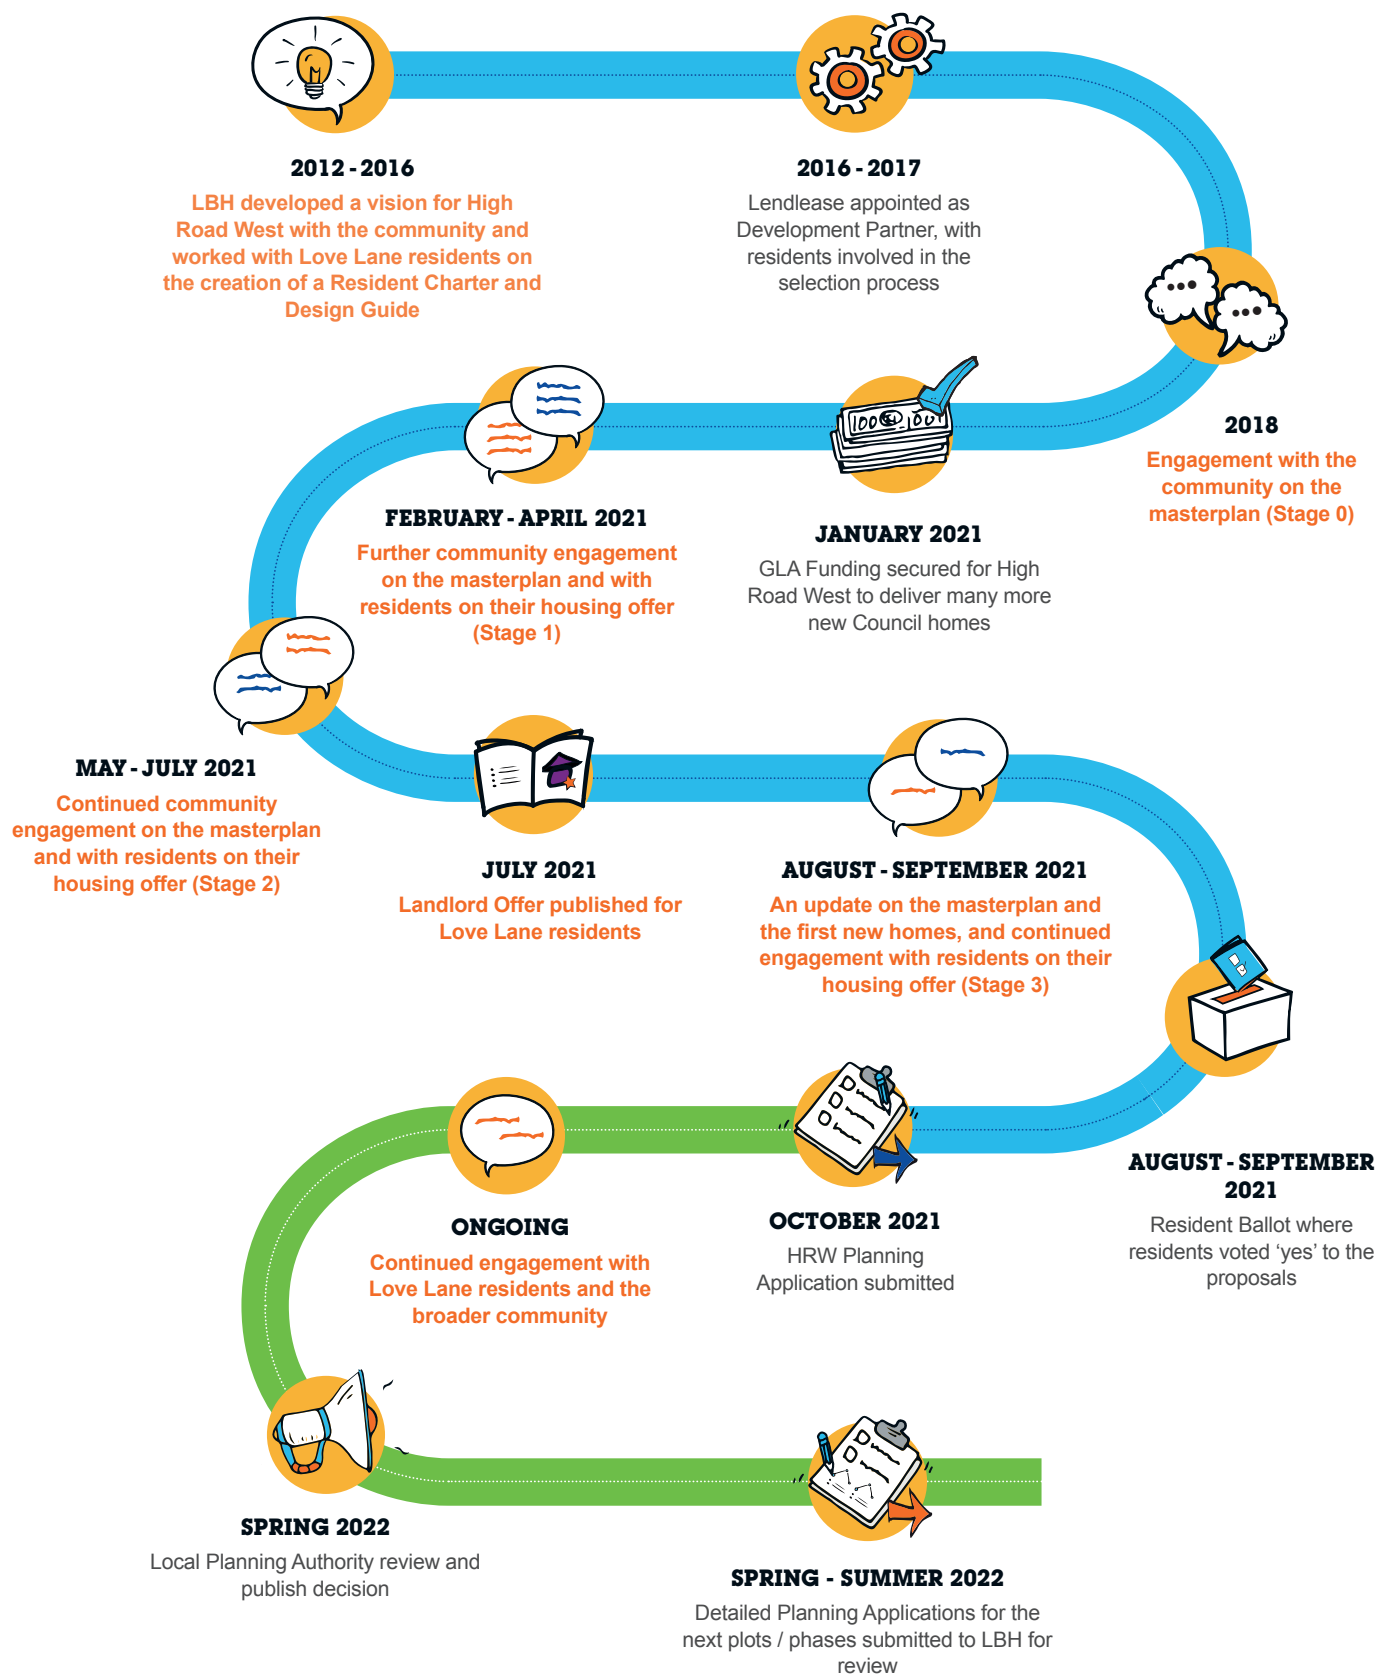 2012 - 2016
LBH developed a vision for High
Road West with the community and
worked with Love Lane residents on
the creation of a Resident Charter and
Design Guide
2016 - 2017
Lendlease appointed as
Development Partner, with
residents involved in the
selection process
2018
Engagement with the
community on the
masterplan (Stage 0)
JANUARY 2021
GLA Funding secured for High
Road West to deliver many more
new Council homes
100 100
FEBRUARY - APRIL 2021
Further community engagement
on the masterplan and with
residents on their housing offer
(Stage 1)
MAY - JULY 2021
Continued community
engagement on the masterplan
and with residents on their
housing offer (Stage 2)
JULY 2021
Landlord Offer published for
Love Lane residents
AUGUST - SEPTEMBER 2021
An update on the masterplan and
the first new homes, and continued
engagement with residents on their
housing offer (Stage 3)
AUGUST - SEPTEMBER
2021
Resident Ballot where
residents voted ‘yes’ to the
proposals
OCTOBER 2021
HRW Planning
Application submitted
ONGOING
Continued engagement with
Love Lane residents and the
broader community
SPRING 2022
Local Planning Authority review and
publish decision
SPRING - SUMMER 2022
Detailed Planning Applications for the
next plots / phases submitted to LBH for
review